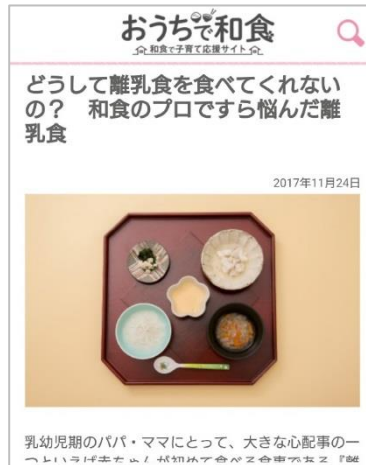 おうちで和食
和食で子育て応援サイト
どうして離乳食を食べてくれない
の？　和食のプロですら悩んだ離
乳食
2017年11月24日
乳幼児期のパパ・ママにとって、大きな心配事の一